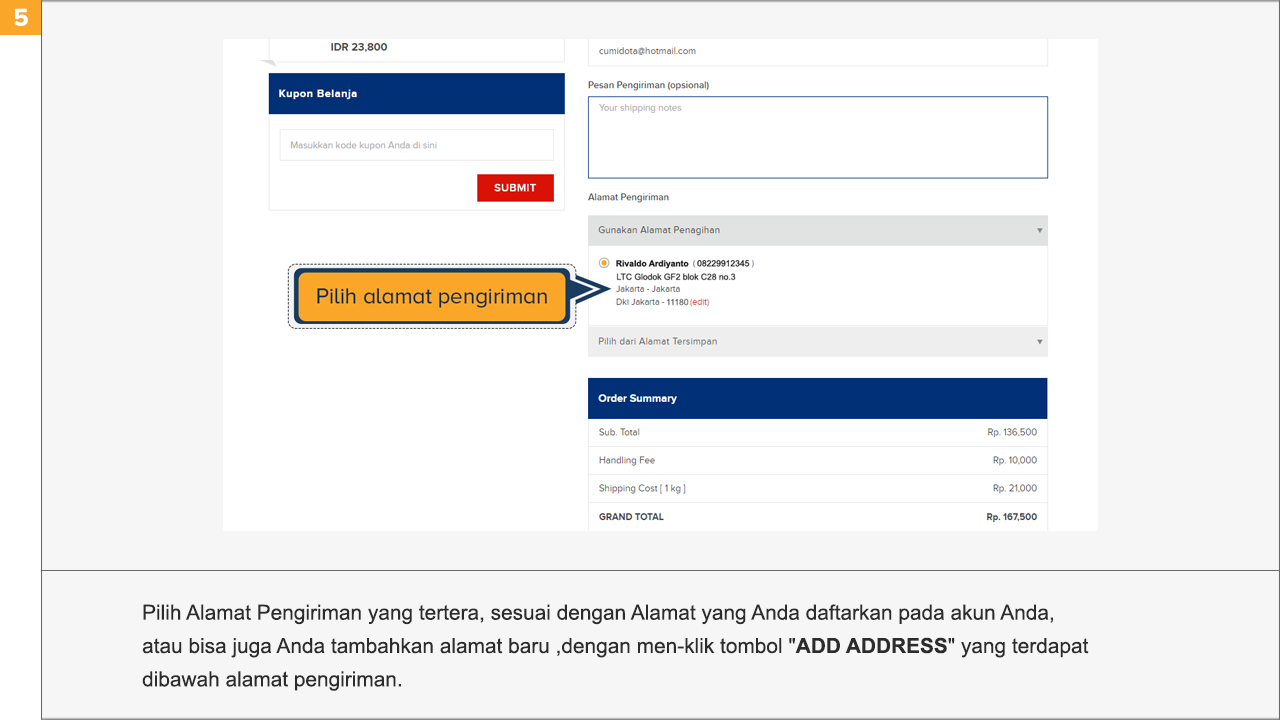 5
IDR 23,800
Kupon Belanja
Masukkan kode kupon Anda di sini
SUBMIT
cumidota@hotmail.com
Pesan Pengiriman (opsional)
Your shipping notes
Alamat Pengiriman
Gunakan Alamat Penagihan
Rivaldo Ardiyanto ( 08229912345 )
LTC Glodok GF2 blok C28 no.3
Jakarta - Jakarta
Dki Jakarta - 11180 (edit)
Pilih alamat pengiriman
Pilih dari Alamat Tersimpan
Order Summary
Sub. Total Rp. 136,500
Handling Fee Rp. 10,000
Shipping Cost [ 1 kg ] Rp. 21,000
GRAND TOTAL Rp. 167,500
Pilih Alamat Pengiriman yang tertera, sesuai dengan Alamat yang Anda daftarkan pada akun Anda,
atau bisa juga Anda tambahkan alamat baru ,dengan men-klik tombol "ADD ADDRESS" yang terdapat
dibawah alamat pengiriman.